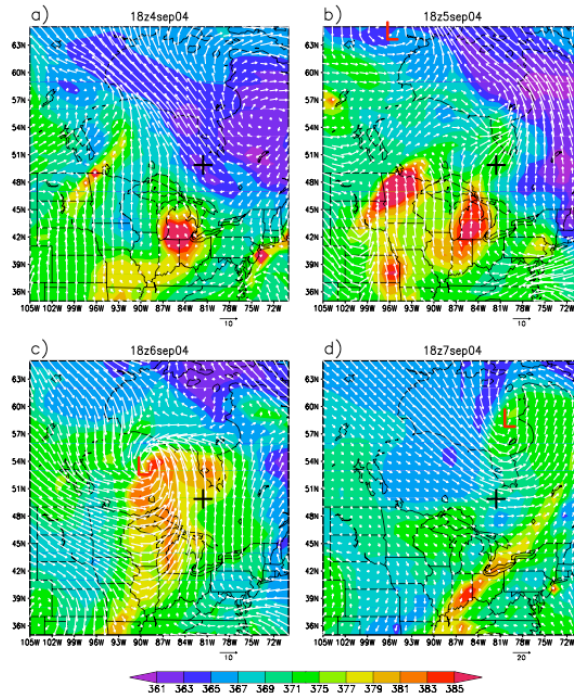 a) 18z4sep04
63N
60N
57N
54N
51N
48N
45N
42N
39N
36N
105W 102W 99W 96W 93W 90W 87W 84W 81W 78W 75W 72W
10
b) 18z5sep04
L
63N
60N
57N
54N
51N
48N
45N
42N
39N
36N
105W 102W 99W 96W 93W 90W 87W 84W 81W 78W 75W 72W
10
c) 18z6sep04
63N
60N
57N
54N
L
51N
48N
45N
42N
39N
36N
105W 102W 99W 96W 93W 90W 87W 84W 81W 78W 75W 72W
10
d) 18z7sep04
63N
60N
L
57N
54N
51N
48N
45N
42N
39N
36N
105W 102W 99W 96W 93W 90W 87W 84W 81W 78W 75W 72W
20
361 363 365 367 369 371 375 377 379 381 383 385